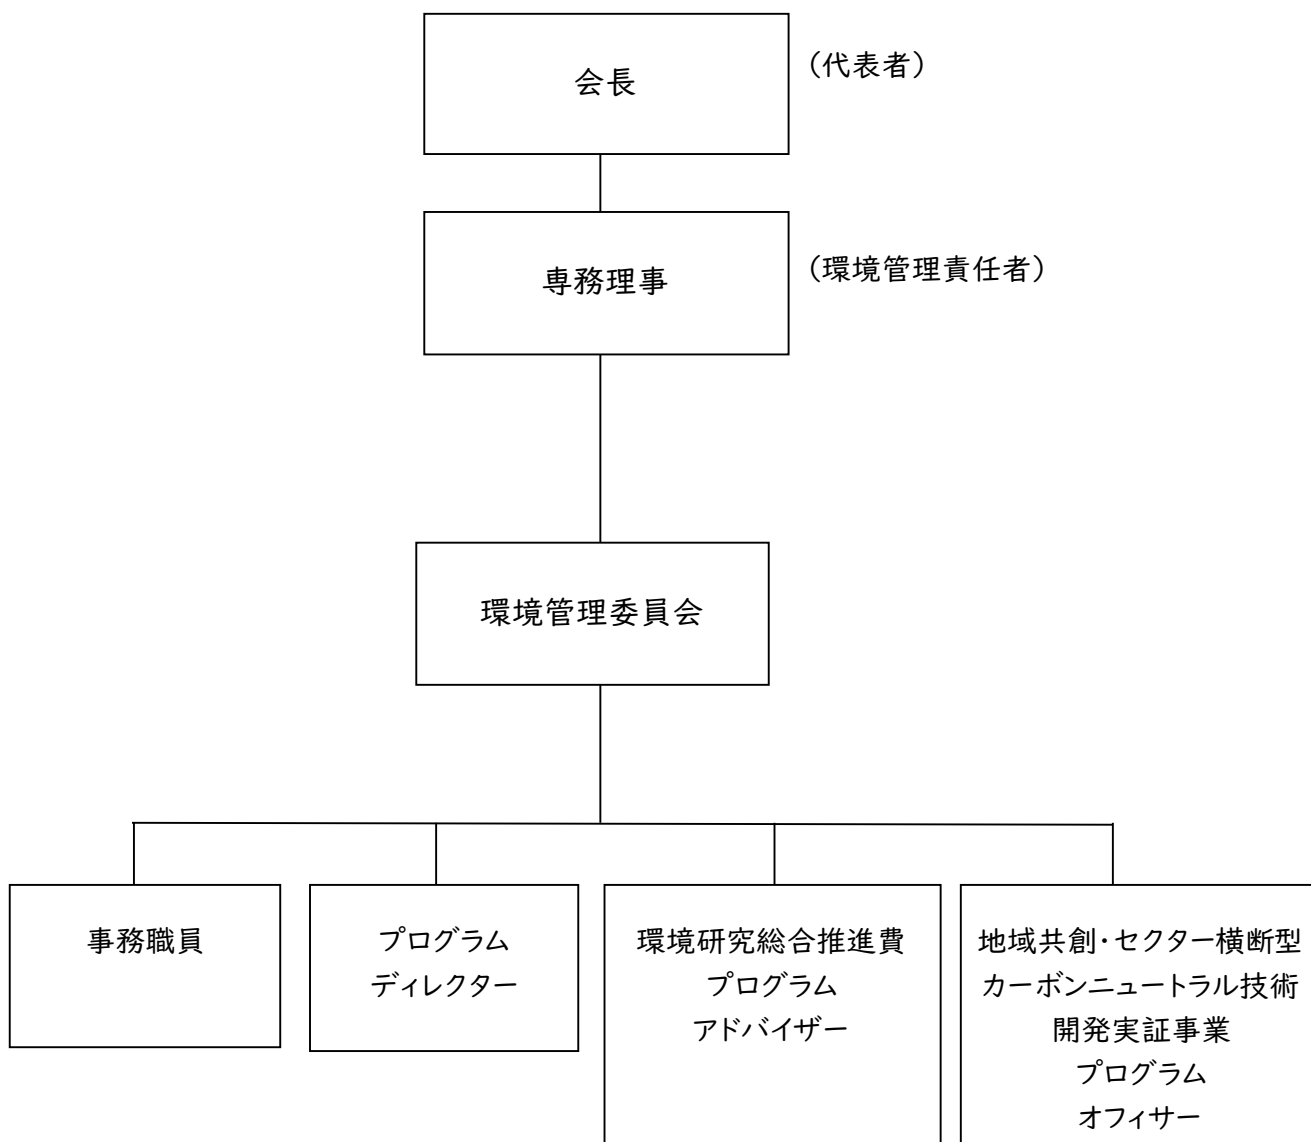 会長
(代表者)
専務理事
(環境管理責任者)
環境管理委員会
事務職員
プログラム
ディレクター
環境研究総合推進費
プログラム
アドバイザー
地域共創・セクター横断型
カーボンニュートラル技術
開発実証事業
プログラム
オフィサー